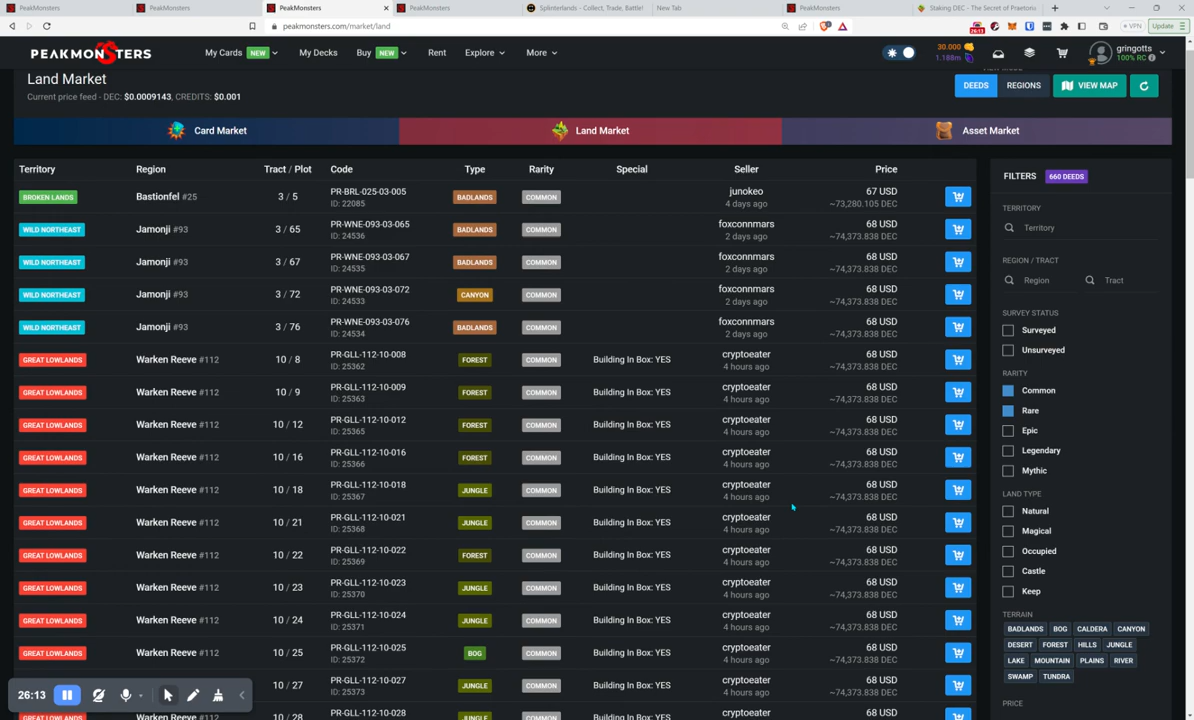 PeakMonsters
PeakMonsters
PeakMonsters
PeakMonsters
Splinterlands - Collect, Trade, Battle!
New Tab
PeakMonsters
Staking DEC - The Secret of Praetoria
peakmonsters.com/market/land
VPN
Update
PEAKMONSTERS
My Cards NEW
My Decks
Buy NEW
Rent
Explore
More
30.000
1.188m
gringotts
100% RC
Land Market
Current price feed - DEC: $0.0009143, CREDITS: $0.001
DEEDS
REGIONS
VIEW MAP
Card Market
Land Market
Asset Market
Territory Region Tract / Plot Code Type Rarity Special Seller Price
BROKEN LANDS Bastionfel #25 3 / 5 PR-BRL-025-03-005 BADLANDS COMMON junokeo 67 USD
ID: 22085 4 days ago ~73,280.105 DEC
WILD NORTHEAST Jamonji #93 3 / 65 PR-WNE-093-03-065 BADLANDS COMMON foxconnmars 68 USD
ID: 24536 2 days ago ~74,373.838 DEC
WILD NORTHEAST Jamonji #93 3 / 67 PR-WNE-093-03-067 BADLANDS COMMON foxconnmars 68 USD
ID: 24535 2 days ago ~74,373.838 DEC
WILD NORTHEAST Jamonji #93 3 / 72 PR-WNE-093-03-072 CANYON COMMON foxconnmars 68 USD
ID: 24533 2 days ago ~74,373.838 DEC
WILD NORTHEAST Jamonji #93 3 / 76 PR-WNE-093-03-076 BADLANDS COMMON foxconnmars 68 USD
ID: 24534 2 days ago ~74,373.838 DEC
GREAT LOWLANDS Warken Reeve #112 10 / 8 PR-GLL-112-10-008 FOREST COMMON Building In Box: YES cryptoeater 68 USD
ID: 25362 4 hours ago ~74,373.838 DEC
GREAT LOWLANDS Warken Reeve #112 10 / 9 PR-GLL-112-10-009 FOREST COMMON Building In Box: YES cryptoeater 68 USD
ID: 25363 4 hours ago ~74,373.838 DEC
GREAT LOWLANDS Warken Reeve #112 10 / 12 PR-GLL-112-10-012 FOREST COMMON Building In Box: YES cryptoeater 68 USD
ID: 25365 4 hours ago ~74,373.838 DEC
GREAT LOWLANDS Warken Reeve #112 10 / 16 PR-GLL-112-10-016 FOREST COMMON Building In Box: YES cryptoeater 68 USD
ID: 25366 4 hours ago ~74,373.838 DEC
GREAT LOWLANDS Warken Reeve #112 10 / 18 PR-GLL-112-10-018 JUNGLE COMMON Building In Box: YES cryptoeater 68 USD
ID: 25367 4 hours ago ~74,373.838 DEC
GREAT LOWLANDS Warken Reeve #112 10 / 21 PR-GLL-112-10-021 JUNGLE COMMON Building In Box: YES cryptoeater 68 USD
ID: 25368 4 hours ago ~74,373.838 DEC
GREAT LOWLANDS Warken Reeve #112 10 / 22 PR-GLL-112-10-022 FOREST COMMON Building In Box: YES cryptoeater 68 USD
ID: 25369 4 hours ago ~74,373.838 DEC
GREAT LOWLANDS Warken Reeve #112 10 / 23 PR-GLL-112-10-023 JUNGLE COMMON Building In Box: YES cryptoeater 68 USD
ID: 25370 4 hours ago ~74,373.838 DEC
GREAT LOWLANDS Warken Reeve #112 10 / 24 PR-GLL-112-10-024 JUNGLE COMMON Building In Box: YES cryptoeater 68 USD
ID: 25371 4 hours ago ~74,373.838 DEC
GREAT LOWLANDS Warken Reeve #112 10 / 25 PR-GLL-112-10-025 BOG COMMON Building In Box: YES cryptoeater 68 USD
ID: 25372 4 hours ago ~74,373.838 DEC
10 / 27 PR-GLL-112-10-027 JUNGLE COMMON Building In Box: YES cryptoeater 68 USD
ID: 25373 4 hours ago ~74,373.838 DEC
10 / 28 PR-GLL-112-10-028 JUNGLE COMMON Building In Box: YES cryptoeater 68 USD
FILTERS 660 DEEDS
TERRITORY
Territory
REGION / TRACT
Region Tract
SURVEY STATUS
Surveyed
Unsurveyed
RARITY
Common
Rare
Epic
Legendary
Mythic
LAND TYPE
Natural
Magical
Occupied
Castle
Keep
TERRAIN
BADLANDS BOG CALDERA CANYON
DESERT FOREST HILLS JUNGLE
LAKE MOUNTAIN PLAINS RIVER
SWAMP TUNDRA
PRICE
26:13